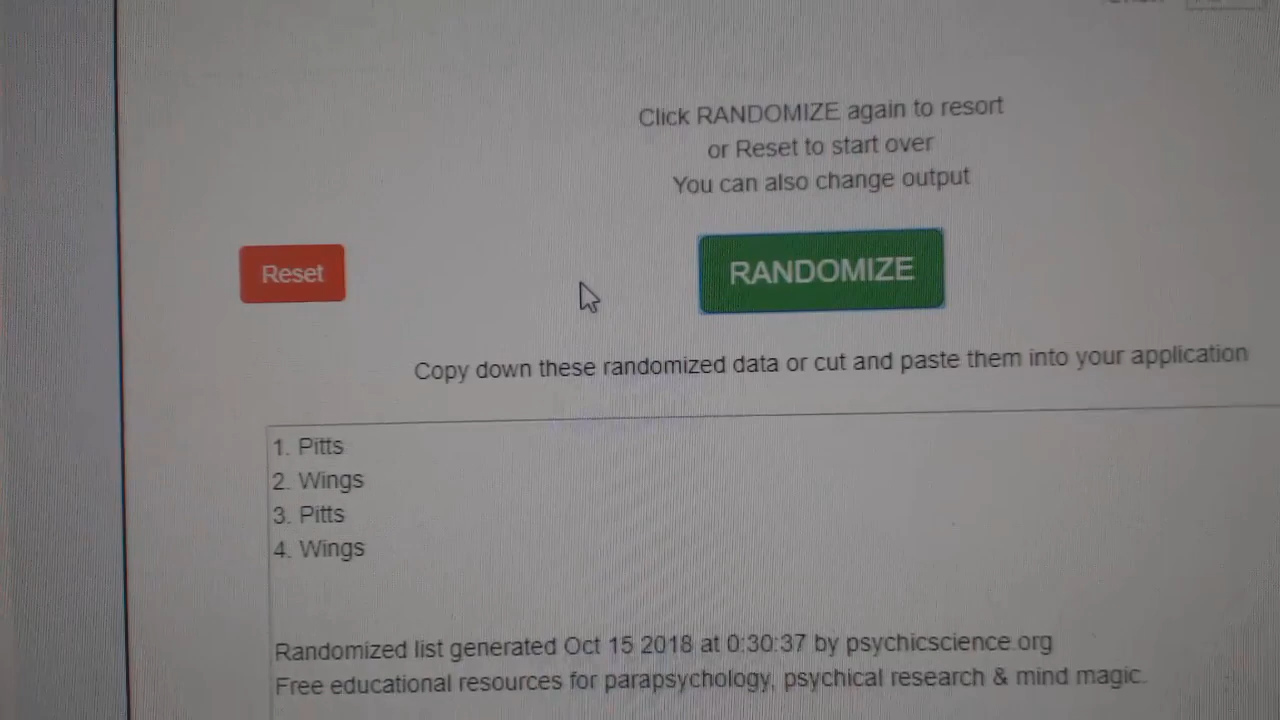 Click RANDOMIZE again to resort
or Reset to start over
You can also change output
Reset
RANDOMIZE
Copy down these randomized data or cut and paste them into your application
1. Pitts
2. Wings
3. Pitts
4. Wings
Randomized list generated Oct 15 2018 at 0:30:37 by psychicscience.org
Free educational resources for parapsychology, psychical research & mind magic.